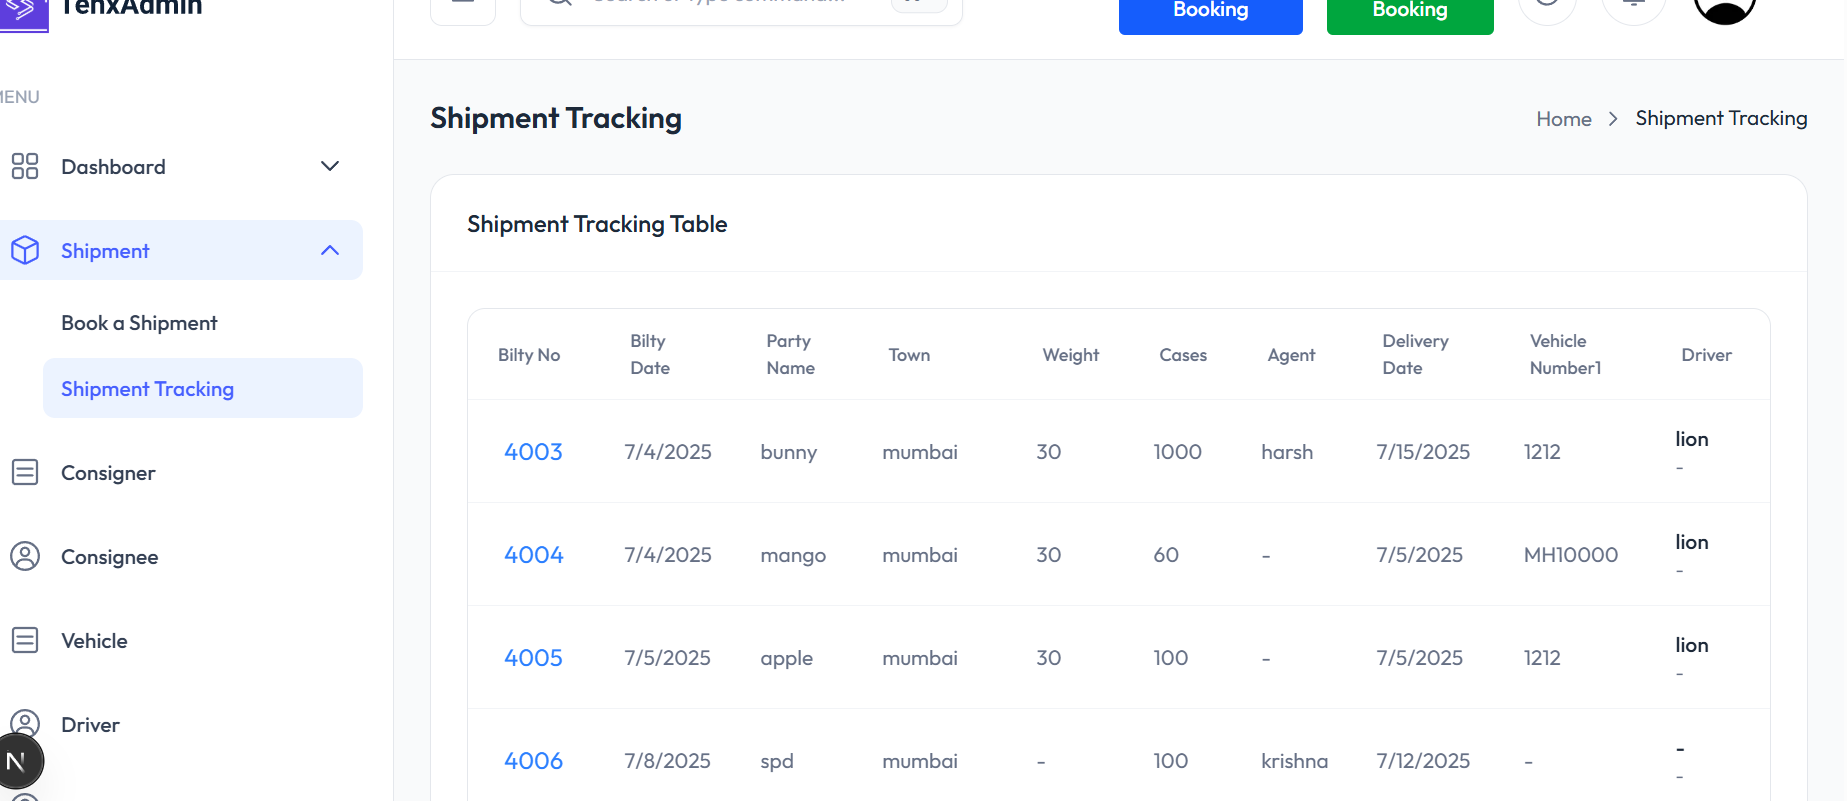 TenxAdmin
Booking
Booking
MENU
Shipment Tracking
Home > Shipment Tracking
Dashboard
Shipment
Book a Shipment
Shipment Tracking
Consigner
Consignee
Vehicle
Driver
N
Shipment Tracking Table
Bilty No Bilty Date Party Name Town Weight Cases Agent Delivery Date Vehicle Number1 Driver
4003 7/4/2025 bunny mumbai 30 1000 harsh 7/15/2025 1212 lion -
4004 7/4/2025 mango mumbai 30 60 - 7/5/2025 MH10000 lion -
4005 7/5/2025 apple mumbai 30 100 - 7/5/2025 1212 lion -
4006 7/8/2025 spd mumbai - 100 krishna 7/12/2025 - - -